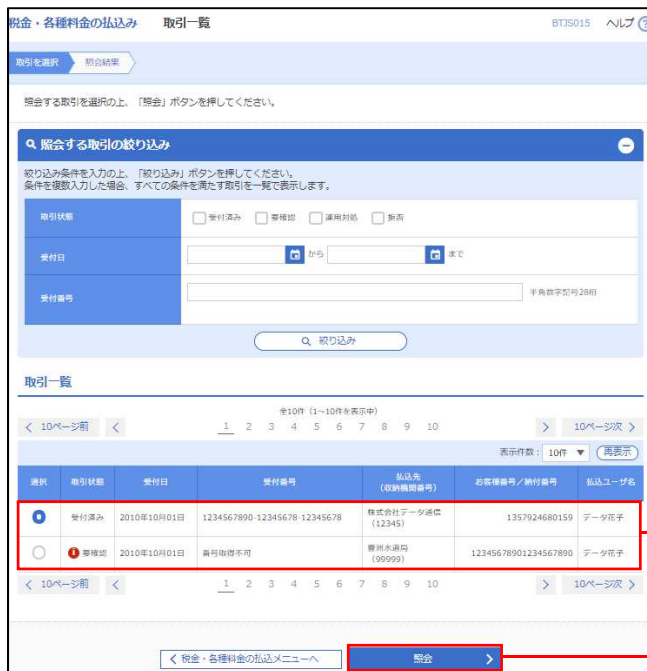 税金・各種料金の払込み 取引一覧 BTJS015 ヘルプ ?
取引を選択 照会結果
照会する取引を選択の上、「照会」ボタンを押してください。
照会する取引の絞り込み
絞り込み条件を入力の上、「絞り込み」ボタンを押してください。
条件を複数入力した場合、すべての条件を満たす取引を一覧で表示します。
取引状態 受付済み 要確認 運用対処 拒否
受付日 から まで
受付番号 半角数字記号28桁
絞り込み
取引一覧
全10件（1～10件を表示中）
< 10ページ前 < 1 2 3 4 5 6 7 8 9 10 > 10ページ次 >
表示件数： 10件 ▼ 再表示
選択 取引状態 受付日 受付番号 払込先 お客様番号／納付番号 払込ユーザ名
（収納機関番号）
受付済み 2010年10月01日 1234567890-12345678-12345678 株式会社データ通信 1357924680159 データ花子
（12345）
! 要確認 2010年10月01日 番号取得不可 豊洲水道局 12345678901234567890 データ花子
（99999）
< 10ページ前 < 1 2 3 4 5 6 7 8 9 10 > 10ページ次 >
< 税金・各種料金の払込メニューへ 照会 >